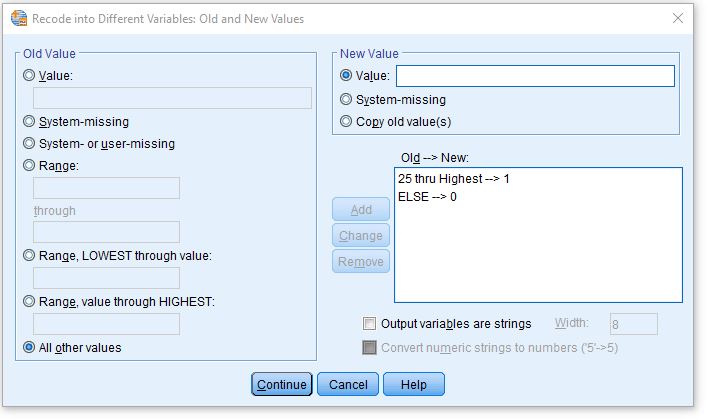 Recode into Different Variables: Old and New Values
Old Value
Value:
System-missing
System- or user-missing
Range:
through
Range, LOWEST through value:
Range, value through HIGHEST:
All other values
New Value
Value:
System-missing
Copy old value(s)
Old --> New:
25 thru Highest --> 1
ELSE --> 0
Add
Change
Remove
Output variables are strings Width: 8
Convert numeric strings to numbers ('5'->5)
Continue Cancel Help